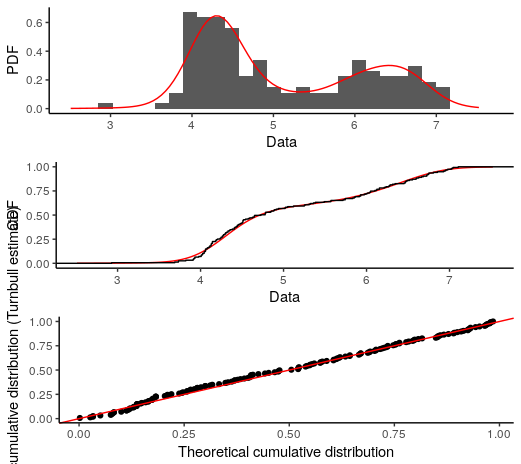 PDF
0.6
0.4
0.2
0.0
3 4 5 6 7
Data
CDF
1.00
0.75
0.50
0.25
0.00
3 4 5 6 7
Data
cumulative distribution (Turnbull estimate)
1.00
0.75
0.50
0.25
0.00
0.00 0.25 0.50 0.75 1.00
Theoretical cumulative distribution